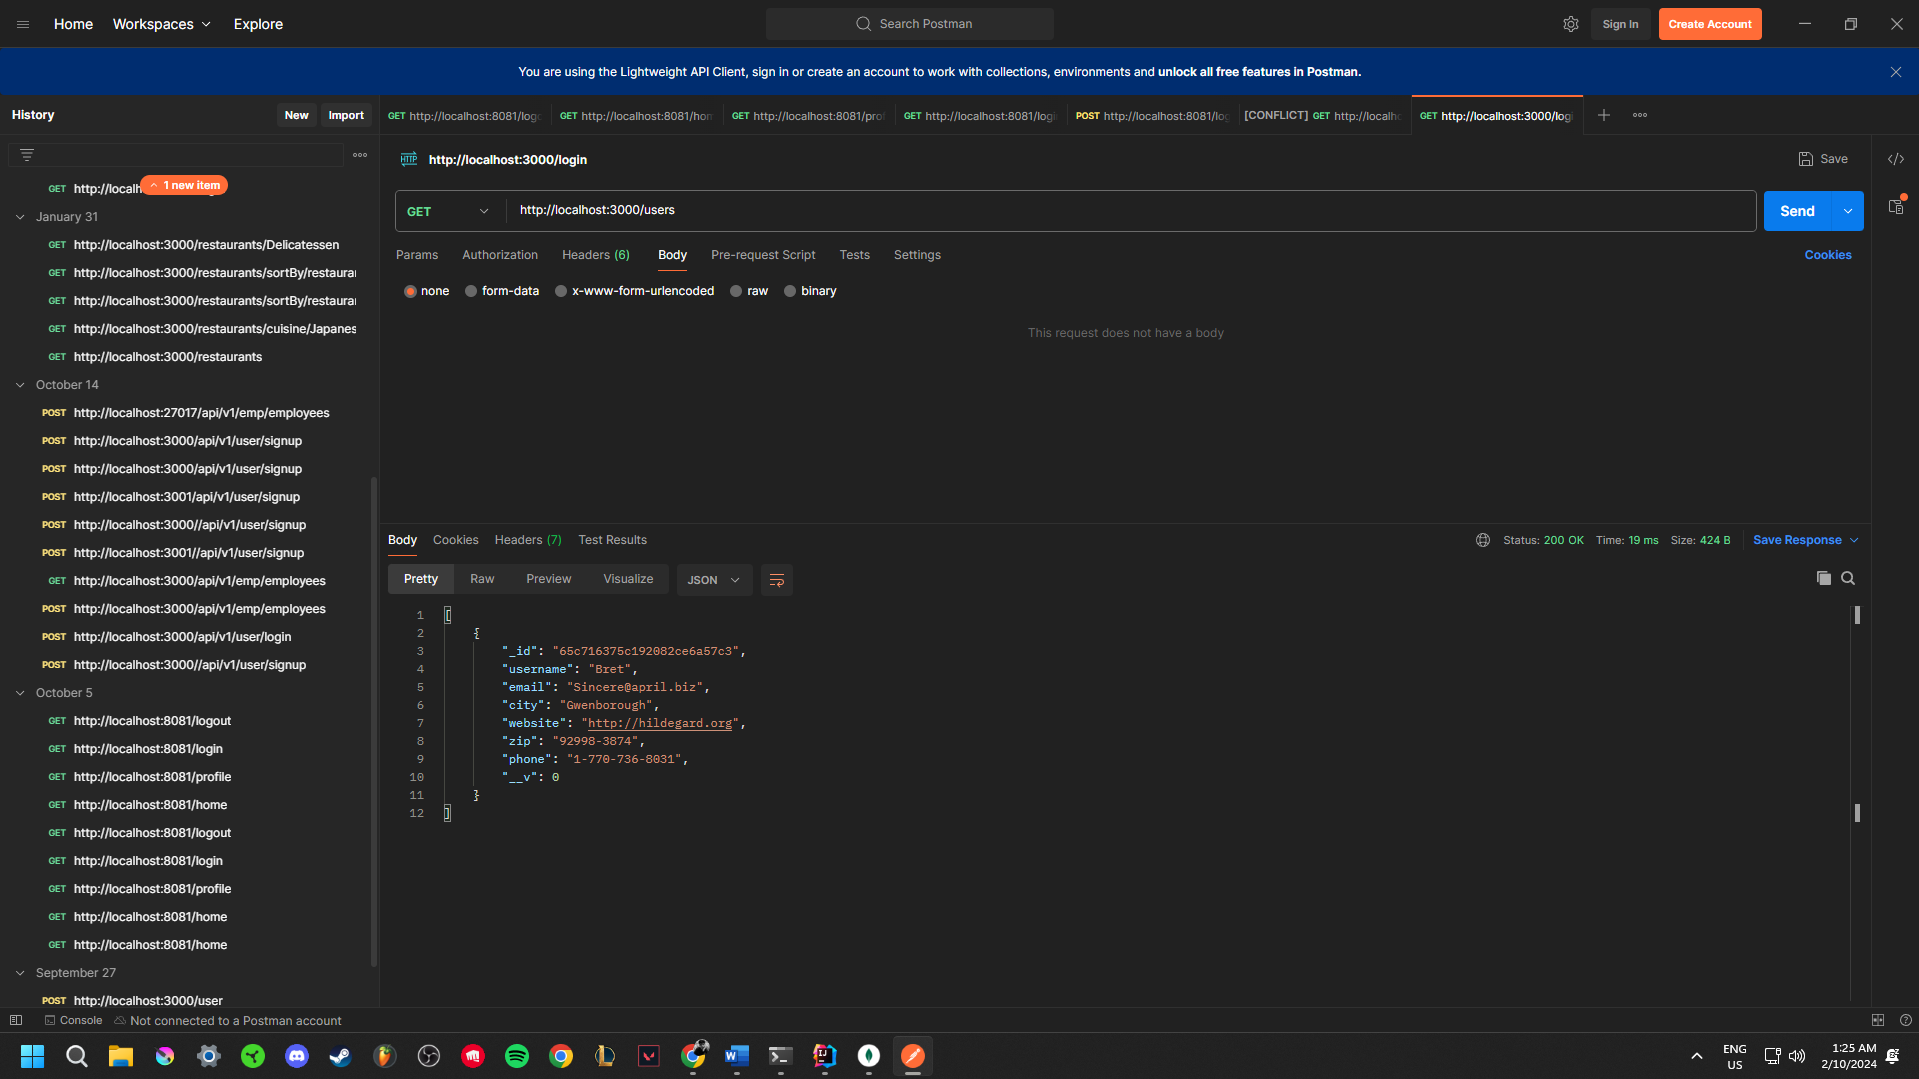 Home Workspaces Explore Search Postman Sign In Create Account
You are using the Lightweight API Client, sign in or create an account to work with collections, environments and unlock all free features in Postman.
History New Import
GET http://localhost:8081/log
GET http://localhost:8081/hom
GET http://localhost:8081/pro
GET http://localhost:8081/logi
POST http://localhost:8081/lo
[CONFLICT] GET http://localh
GET http://localhost:3000/logi
1 new item
GET http://local
January 31
GET http://localhost:3000/restaurants/Delicatessen
GET http://localhost:3000/restaurants/sortBy/restaurar
GET http://localhost:3000/restaurants/sortBy/restaurar
GET http://localhost:3000/restaurants/cuisine/Japanes
GET http://localhost:3000/restaurants
October 14
POST http://localhost:27017/api/v1/emp/employees
POST http://localhost:3000/api/v1/user/signup
POST http://localhost:3000/api/v1/user/signup
POST http://localhost:3001/api/v1/user/signup
POST http://localhost:3000//api/v1/user/signup
POST http://localhost:3001//api/v1/user/signup
GET http://localhost:3000/api/v1/emp/employees
POST http://localhost:3000/api/v1/emp/employees
POST http://localhost:3000/api/v1/user/login
POST http://localhost:3000//api/v1/user/signup
October 5
GET http://localhost:8081/logout
GET http://localhost:8081/login
GET http://localhost:8081/profile
GET http://localhost:8081/home
GET http://localhost:8081/logout
GET http://localhost:8081/login
GET http://localhost:8081/profile
GET http://localhost:8081/home
GET http://localhost:8081/home
September 27
POST http://localhost:3000/user
HTTP http://localhost:3000/login Save
GET http://localhost:3000/users Send
Params Authorization Headers (6) Body Pre-request Script Tests Settings Cookies
none form-data x-www-form-urlencoded raw binary
This request does not have a body
Body Cookies Headers (7) Test Results Status: 200 OK Time: 19 ms Size: 424 B Save Response
Pretty Raw Preview Visualize JSON
1 [
2 {
3 "_id": "65c716375c192082ce6a57c3",
4 "username": "Bret",
5 "email": "Sincere@april.biz",
6 "city": "Gwenborough",
7 "website": "http://hildegard.org",
8 "zip": "92998-3874",
9 "phone": "1-770-736-8031",
10 "__v": 0
11 }
12 ]
Console Not connected to a Postman account
ENG
US
1:25 AM
2/10/2024